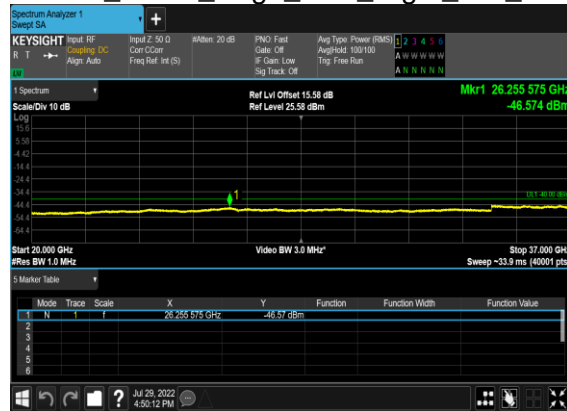 Spectrum Analyzer 1
Swept SA
+
KEYSIGHT Input: RF Input Z: 50 Ω #Atten: 20 dB PNO: Fast Avg Type: Power (RMS) 1 2 3 4 5 6
R T Coupling: DC Corr CCorr Gate: Off Avg|Hold: 100/100 A W W W W W
Align: Auto Freq Ref: Int (S) IF Gain: Low Trig: Free Run A N N N N N
LW Sig Track: Off
1 Spectrum Ref Lvl Offset 15.58 dB Mkr1 26.255 575 GHz
Scale/Div 10 dB Ref Level 25.58 dBm -46.574 dBm
Log
15.6
5.58
-4.42
-14.4
-24.4
-34.4 1 DL1 -40.00 dBm
-44.4
-54.4
-64.4
Start 20.000 GHz Video BW 3.0 MHz* Stop 37.000 GHz
#Res BW 1.0 MHz Sweep ~33.9 ms (40001 pts)
5 Marker Table
Mode Trace Scale X Y Function Function Width Function Value
1 N 1 f 26.255 575 GHz -46.57 dBm
2
3
4
5
6
? Jul 29, 2022
4:50:12 PM